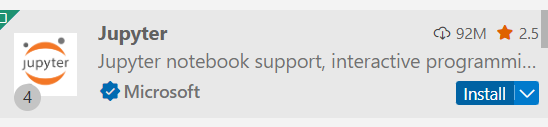 Jupyter 92M 2.5
jupyter
Jupyter notebook support, interactive programmi...
4 Microsoft Install